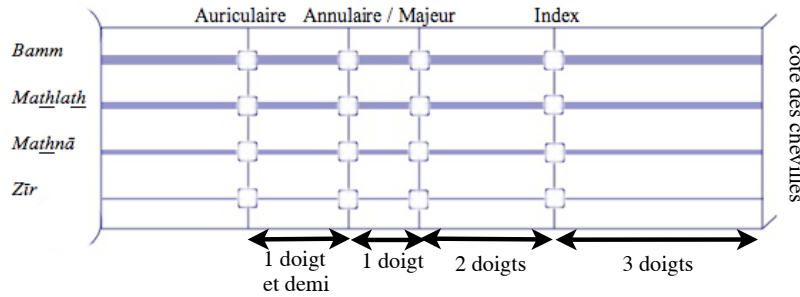 Auriculaire Annulaire / Majeur Index
Bamm
Mathlath
Mathnā
Zīr
côté des chevilles
1 doigt et demi
1 doigt
2 doigts
3 doigts